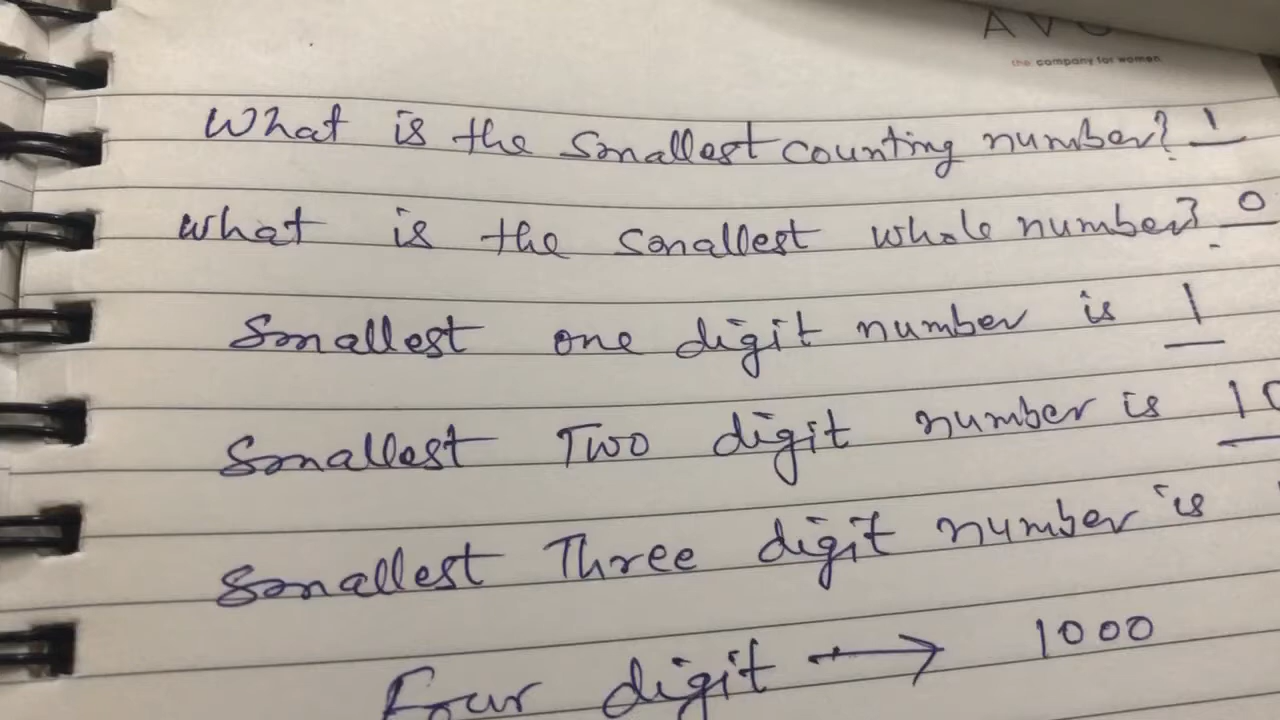 AVO
the company for women
What is the smallest counting number? 1
What is the smallest whole number? 0
Smallest one digit number is 1
Smallest Two digit number is 10
Smallest Three digit number is
Four digit → 1000